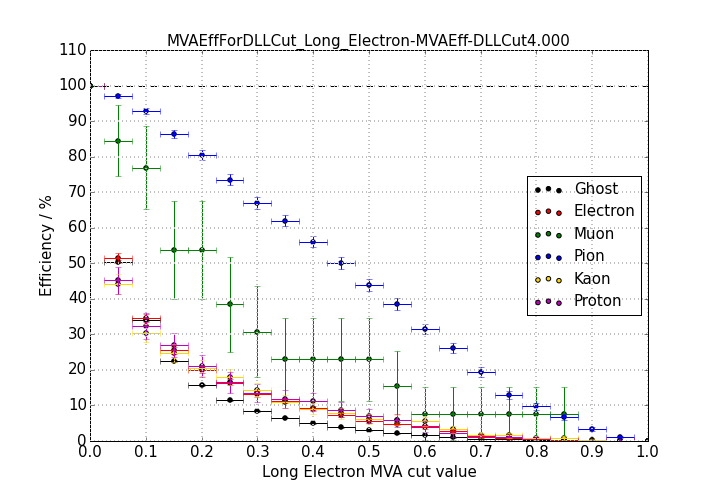 MVAEffForDLLCut_Long_Electron-MVAEff-DLLCut4.000
110
100
90
80
70
60
50
40
30
20
10
0
Efficiency / %
Ghost
Electron
Muon
Pion
Kaon
Proton
0.0 0.1 0.2 0.3 0.4 0.5 0.6 0.7 0.8 0.9 1.0
Long Electron MVA cut value